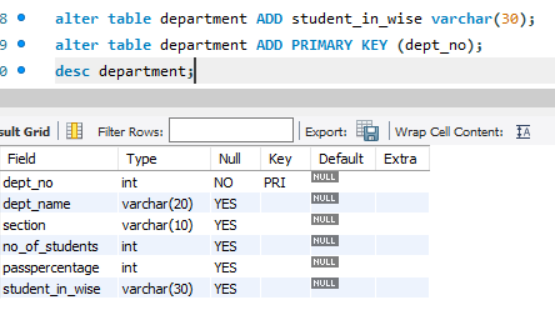 8 alter table department ADD student_in_wise varchar(30);
9 alter table department ADD PRIMARY KEY (dept_no);
0 desc department;
sult Grid Filter Rows: Export: Wrap Cell Content: IA
Field Type Null Key Default Extra
dept_no int NO PRI NULL
dept_name varchar(20) YES NULL
section varchar(10) YES NULL
no_of_students int YES NULL
passpercentage int YES NULL
student_in_wise varchar(30) YES NULL